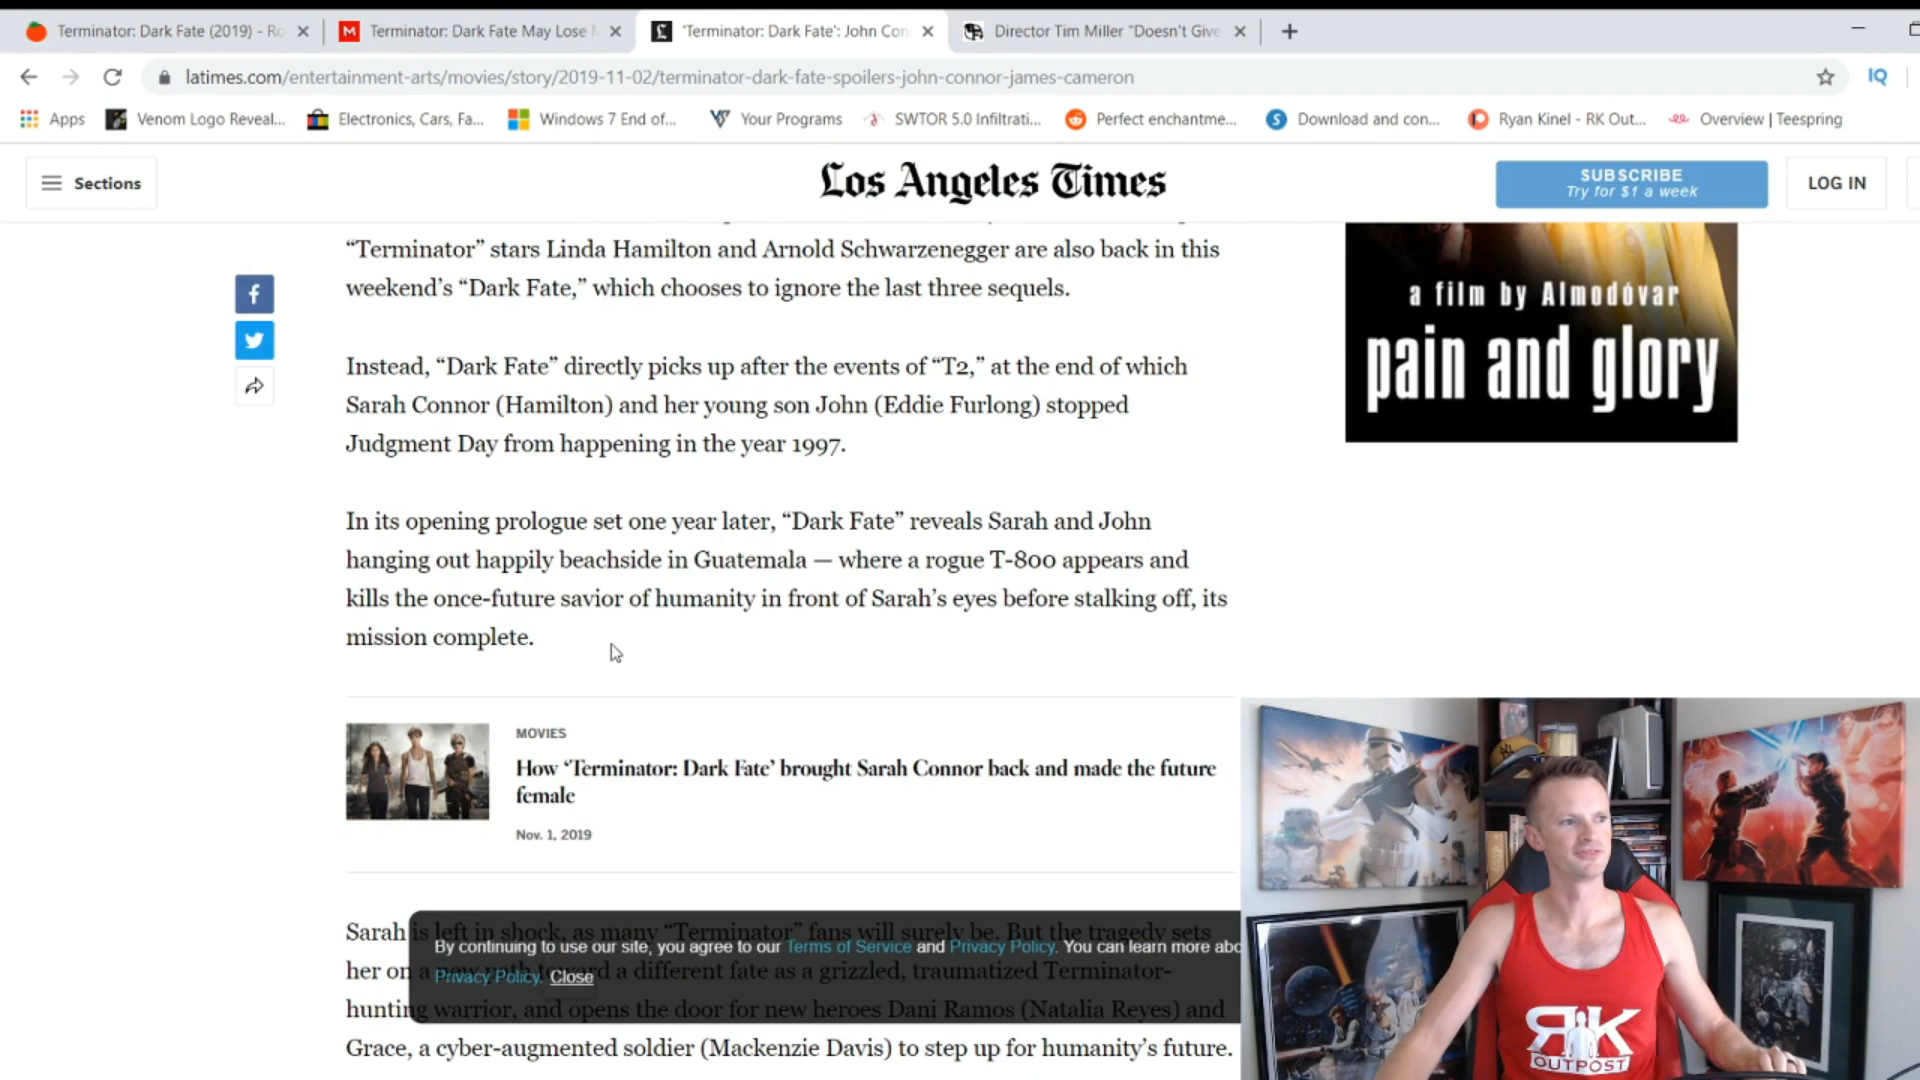 Terminator: Dark Fate (2019) - Ro
Terminator: Dark Fate May Lose
'Terminator: Dark Fate': John Con
Director Tim Miller "Doesn't Give
latimes.com/entertainment-arts/movies/story/2019-11-02/terminator-dark-fate-spoilers-john-connor-james-cameron
IQ
Apps
Venom Logo Reveal...
Electronics, Cars, Fa...
Windows 7 End of...
Your Programs
SWTOR 5.0 Infiltrati...
Perfect enchantme...
Download and con...
Ryan Kinel - RK Out...
Overview | Teespring
Sections
Los Angeles Times
SUBSCRIBE
Try for $1 a week
LOG IN
“Terminator” stars Linda Hamilton and Arnold Schwarzenegger are also back in this
weekend’s “Dark Fate,” which chooses to ignore the last three sequels.
a film by Almodóvar
pain and glory
Instead, “Dark Fate” directly picks up after the events of “T2,” at the end of which
Sarah Connor (Hamilton) and her young son John (Eddie Furlong) stopped
Judgment Day from happening in the year 1997.
In its opening prologue set one year later, “Dark Fate” reveals Sarah and John
hanging out happily beachside in Guatemala — where a rogue T-800 appears and
kills the once-future savior of humanity in front of Sarah’s eyes before stalking off, its
mission complete.
MOVIES
How ‘Terminator: Dark Fate’ brought Sarah Connor back and made the future
female
Nov. 1, 2019
Sarah is left in shock, as many “Terminator” fans will surely be. But the tragedy sets
By continuing to use our site, you agree to our Terms of Service and Privacy Policy. You can learn more abo
her on a new path toward a different fate as a grizzled, traumatized Terminator-
Privacy Policy. Close
hunting warrior, and opens the door for new heroes Dani Ramos (Natalia Reyes) and
Grace, a cyber-augmented soldier (Mackenzie Davis) to step up for humanity’s future.
RK
OUTPOST